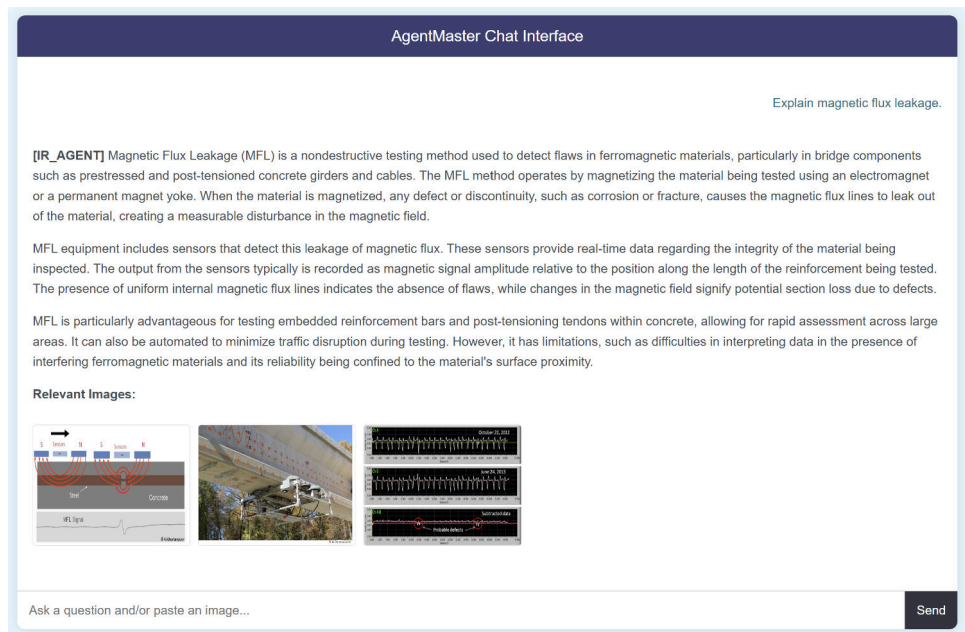 AgentMaster Chat Interface
Explain magnetic flux leakage.
[IR_AGENT] Magnetic Flux Leakage (MFL) is a nondestructive testing method used to detect flaws in ferromagnetic materials, particularly in bridge components
such as prestressed and post-tensioned concrete girders and cables. The MFL method operates by magnetizing the material being tested using an electromagnet
or a permanent magnet yoke. When the material is magnetized, any defect or discontinuity, such as corrosion or fracture, causes the magnetic flux lines to leak out
of the material, creating a measurable disturbance in the magnetic field.
MFL equipment includes sensors that detect this leakage of magnetic flux. These sensors provide real-time data regarding the integrity of the material being
inspected. The output from the sensors typically is recorded as magnetic signal amplitude relative to the position along the length of the reinforcement being tested.
The presence of uniform internal magnetic flux lines indicates the absence of flaws, while changes in the magnetic field signify potential section loss due to defects.
MFL is particularly advantageous for testing embedded reinforcement bars and post-tensioning tendons within concrete, allowing for rapid assessment across large
areas. It can also be automated to minimize traffic disruption during testing. However, it has limitations, such as difficulties in interpreting data in the presence of
interfering ferromagnetic materials and its reliability being confined to the material's surface proximity.
Relevant Images:
S Sensors N S Sensors N
Steel
Concrete
MFL Signal
October 21, 2012
June 24, 2013
Subtracted data
Probable defects
Ask a question and/or paste an image...
Send